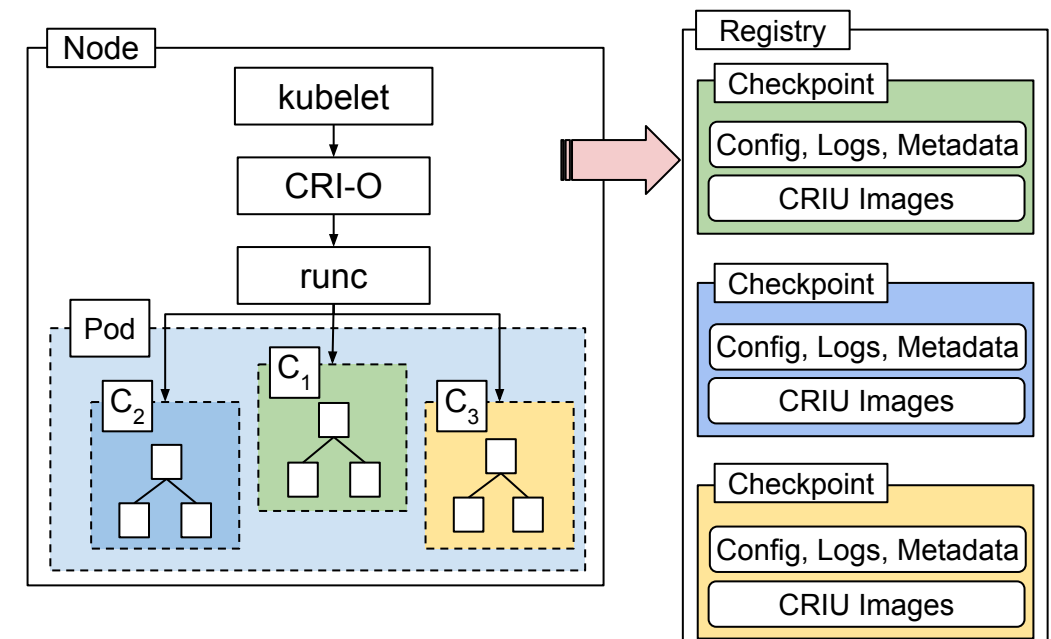 Node
kubelet
CRI-O
runc
Pod
C₂
C₁
C₃
Registry
Checkpoint
Config, Logs, Metadata
CRIU Images
Checkpoint
Config, Logs, Metadata
CRIU Images
Checkpoint
Config, Logs, Metadata
CRIU Images